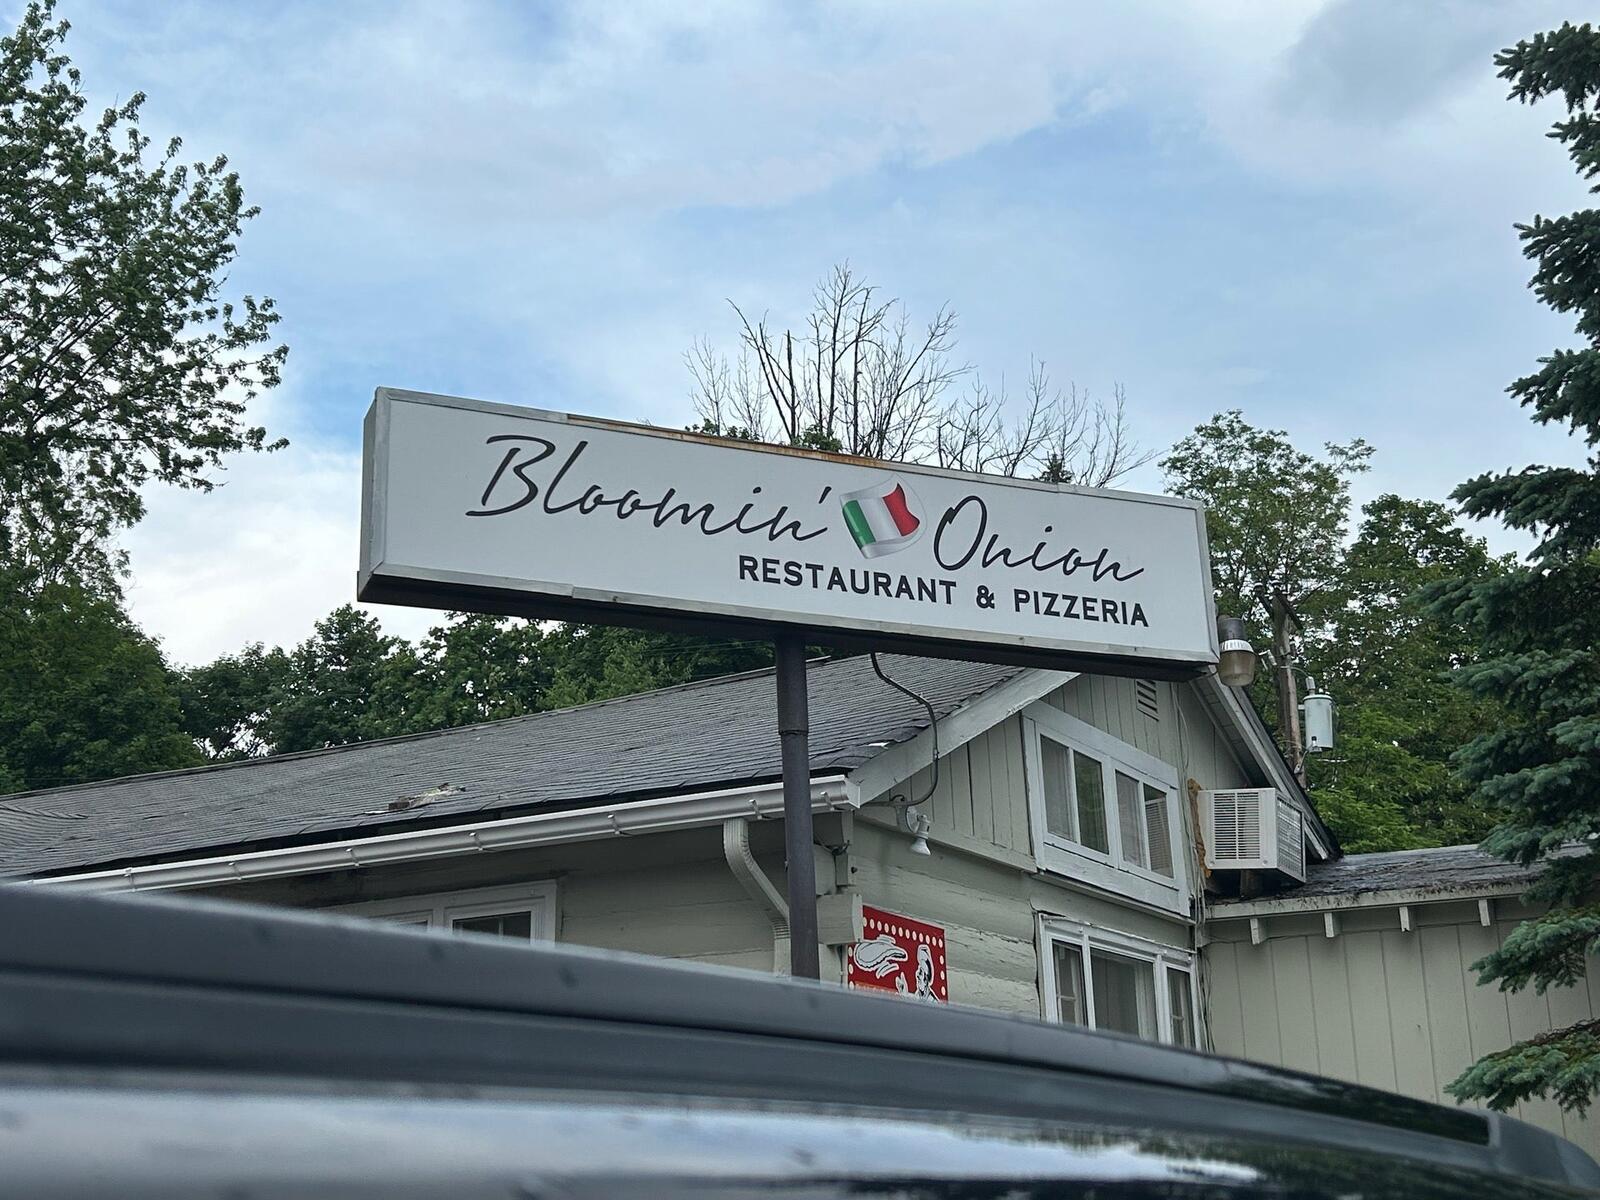 Bloomin' Onion
RESTAURANT & PIZZERIA